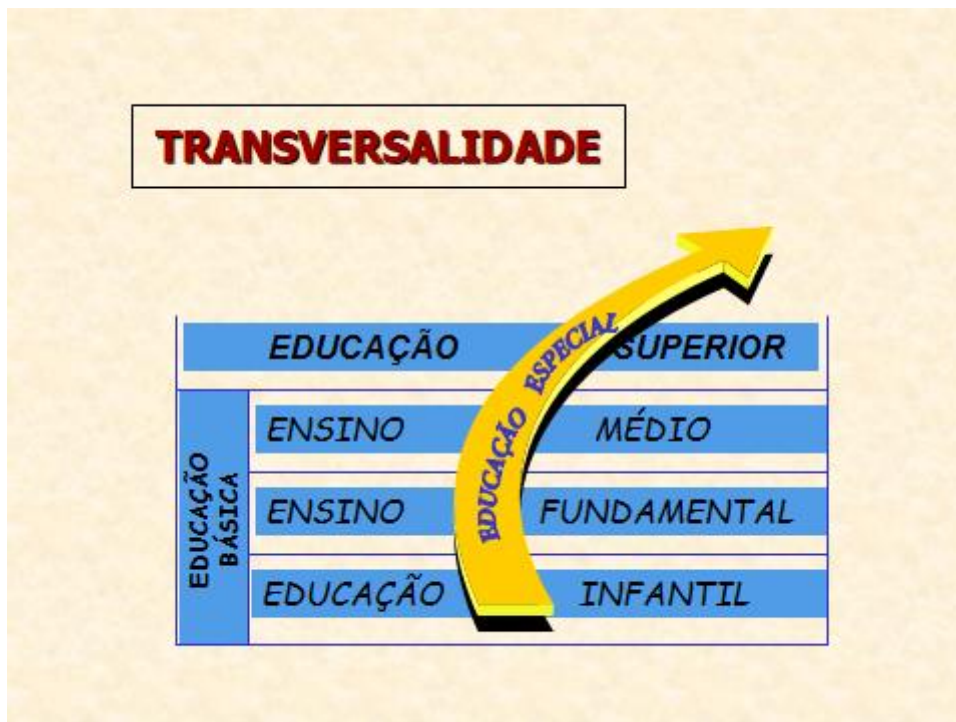 TRANSVERSALIDADE
EDUCAÇÃO SUPERIOR
EDUCAÇÃO ESPECIAL
EDUCAÇÃO
BÁSICA
ENSINO MÉDIO
ENSINO FUNDAMENTAL
EDUCAÇÃO INFANTIL